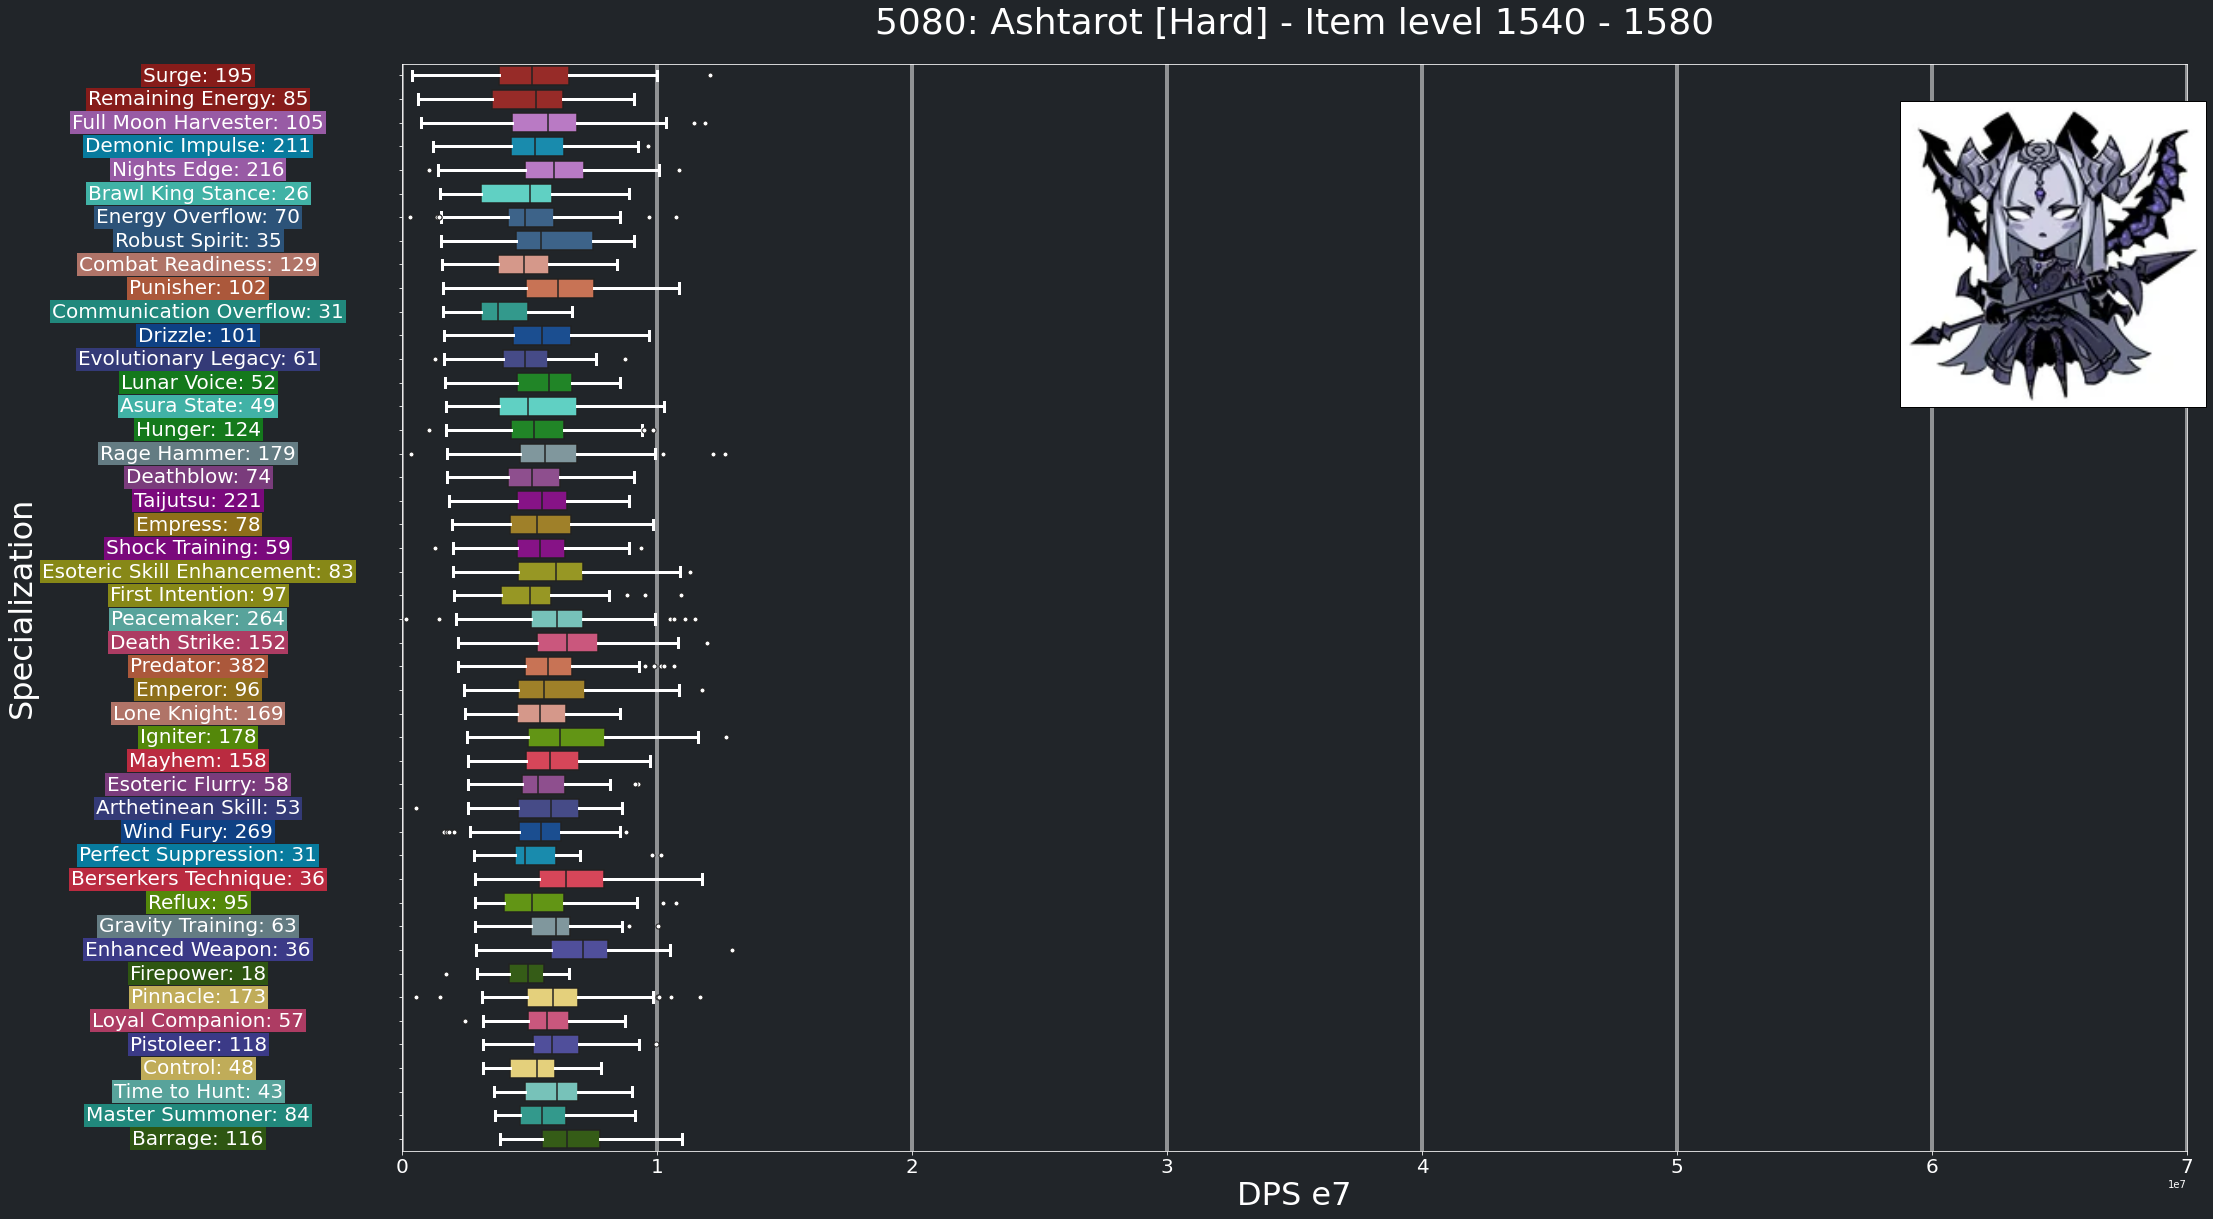 5080: Ashtarot [Hard] - Item level 1540 - 1580
Specialization
Surge: 195
Remaining Energy: 85
Full Moon Harvester: 105
Demonic Impulse: 211
Nights Edge: 216
Brawl King Stance: 26
Energy Overflow: 70
Robust Spirit: 35
Combat Readiness: 129
Punisher: 102
Communication Overflow: 31
Drizzle: 101
Evolutionary Legacy: 61
Lunar Voice: 52
Asura State: 49
Hunger: 124
Rage Hammer: 179
Deathblow: 74
Taijutsu: 221
Empress: 78
Shock Training: 59
Esoteric Skill Enhancement: 83
First Intention: 97
Peacemaker: 264
Death Strike: 152
Predator: 382
Emperor: 96
Lone Knight: 169
Igniter: 178
Mayhem: 158
Esoteric Flurry: 58
Arthetinean Skill: 53
Wind Fury: 269
Perfect Suppression: 31
Berserkers Technique: 36
Reflux: 95
Gravity Training: 63
Enhanced Weapon: 36
Firepower: 18
Pinnacle: 173
Loyal Companion: 57
Pistoleer: 118
Control: 48
Time to Hunt: 43
Master Summoner: 84
Barrage: 116
0 1 2 3 4 5 6 7
1e7
DPS e7